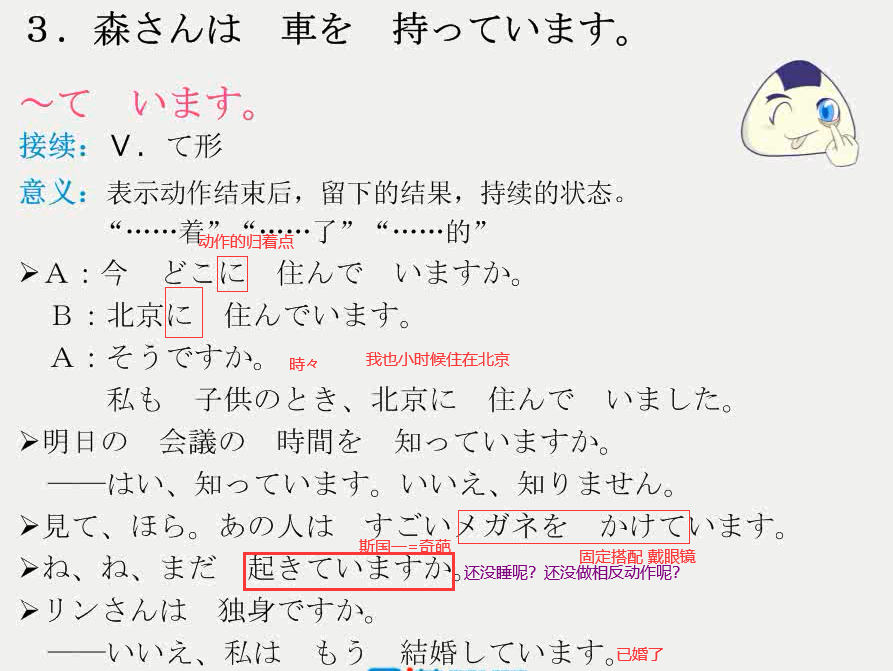 ３．森さんは　車を　持っています。
～て　います。
接续：Ｖ．て形
意义：表示动作结束后，留下的结果，持续的状态。
“……着”“……了”“……的”
动作的归着点
➢Ａ：今　どこに　住んで　いますか。
Ｂ：北京に　住んでいます。
Ａ：そうですか。
時々
我也小时候住在北京
私も　子供のとき、北京に　住んで　いました。
➢明日の　会議の　時間を　知っていますか。
——はい、知っています。いいえ、知りません。
➢見て、ほら。あの人は　すごいメガネを　かけています。
斯国一=奇葩
固定搭配 戴眼镜
➢ね、ね、まだ　起きていますか。
还没睡呢？还没做相反动作呢？
➢リンさんは　独身ですか。
——いいえ、私は　もう　結婚しています。
已婚了